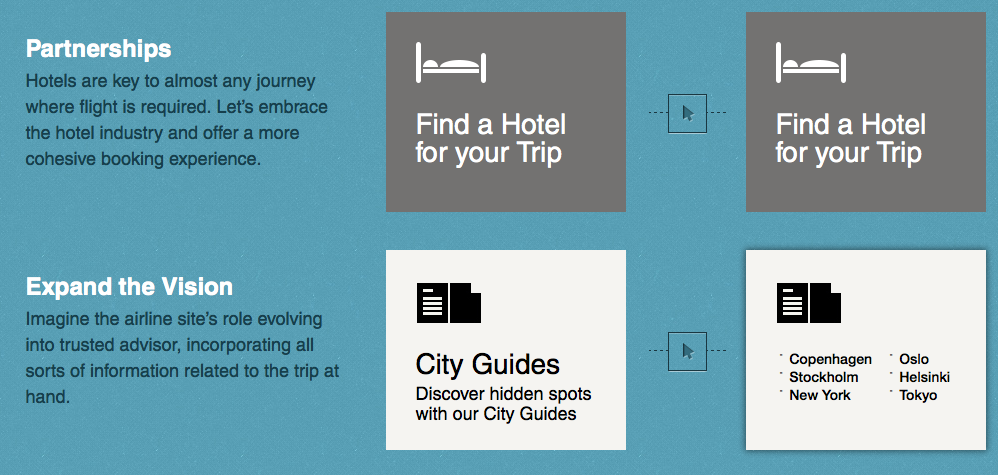 Partnerships
Hotels are key to almost any journey
where flight is required. Let’s embrace
the hotel industry and offer a more
cohesive booking experience.
Find a Hotel
for your Trip
Find a Hotel
for your Trip
Expand the Vision
Imagine the airline site’s role evolving
into trusted advisor, incorporating all
sorts of information related to the trip at
hand.
City Guides
Discover hidden spots
with our City Guides
Copenhagen
Stockholm
New York
Oslo
Helsinki
Tokyo